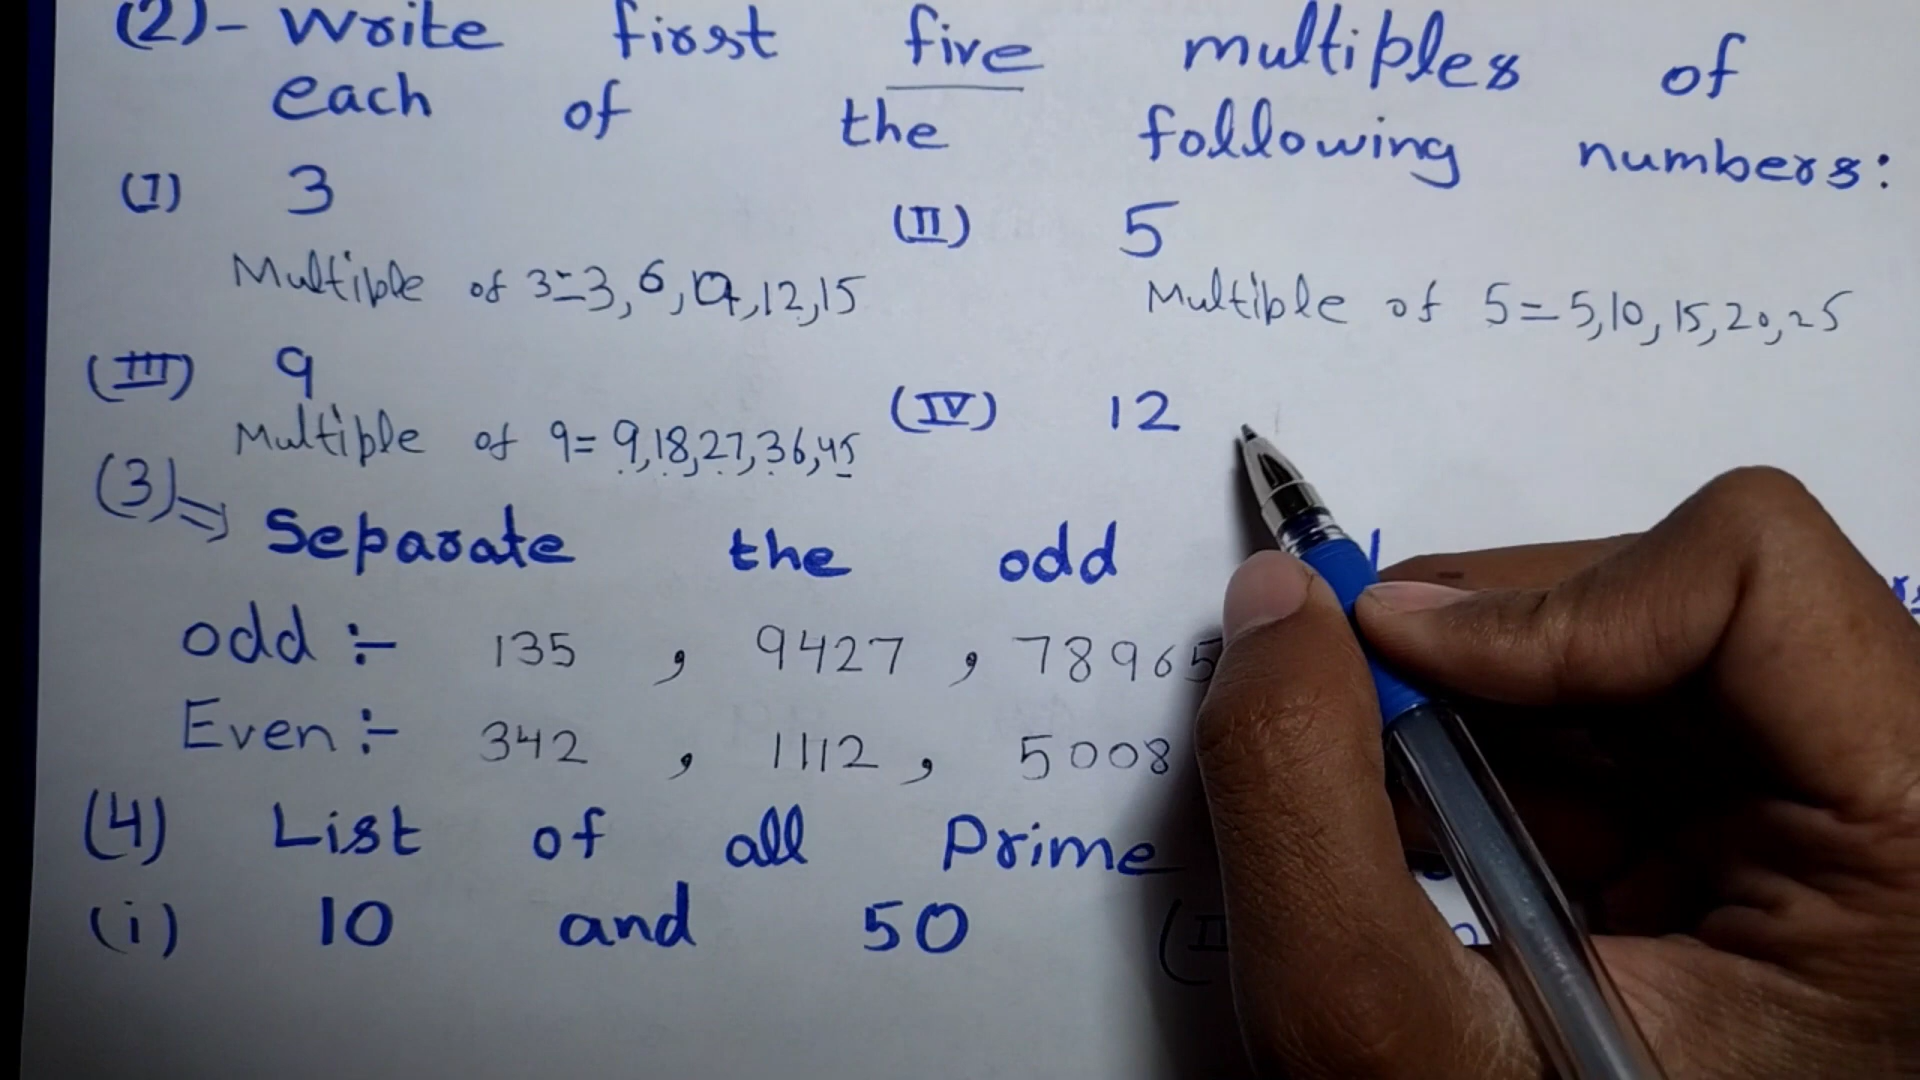 (2)- Write first five multiples of
each of the following numbers:
(I) 3 (II) 5
Multiple of 3=3,6,9,12,15 Multible of 5=5,10,15,20,25
(III) 9 (IV) 12
Multiple of 9=9,18,27,36,45
(3)⇒ Separate the odd
odd :- 135 , 9427 , 78965
Even :- 342 , 1112 , 5008
(4) List of all Prime
(i) 10 and 50